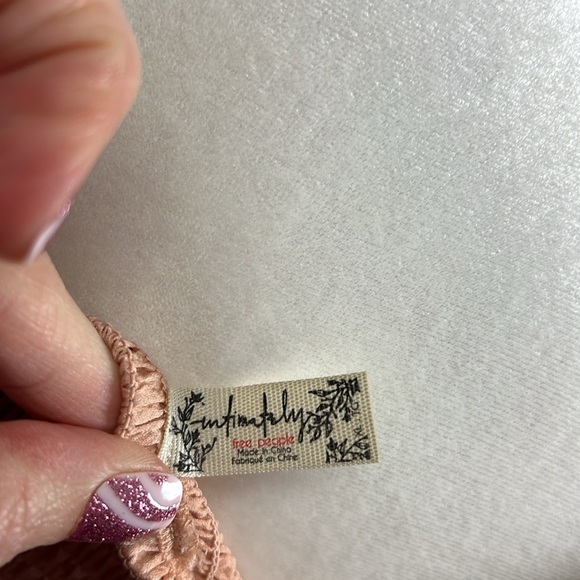 intimately
free people
Made in China
Fabriqué en Chine